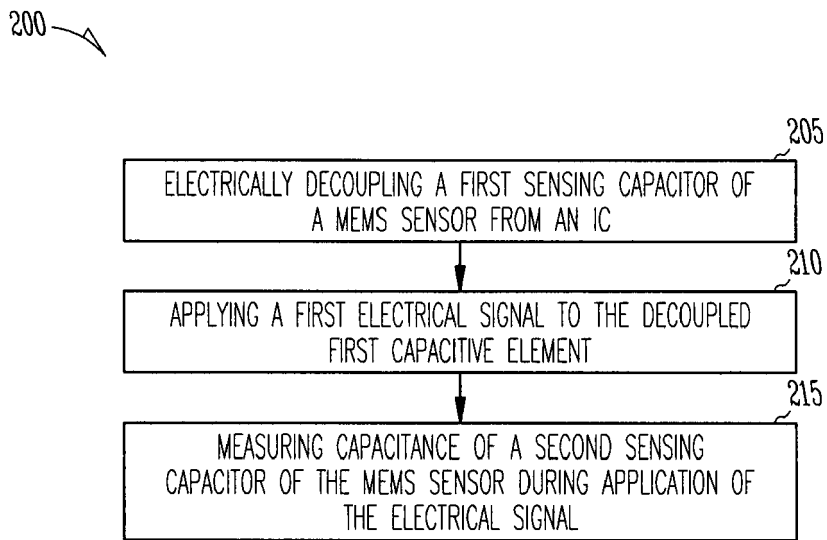 200
205
ELECTRICALLY DECOUPLING A FIRST SENSING CAPACITOR OF
A MEMS SENSOR FROM AN IC
210
APPLYING A FIRST ELECTRICAL SIGNAL TO THE DECOUPLED
FIRST CAPACITIVE ELEMENT
215
MEASURING CAPACITANCE OF A SECOND SENSING
CAPACITOR OF THE MEMS SENSOR DURING APPLICATION OF
THE ELECTRICAL SIGNAL